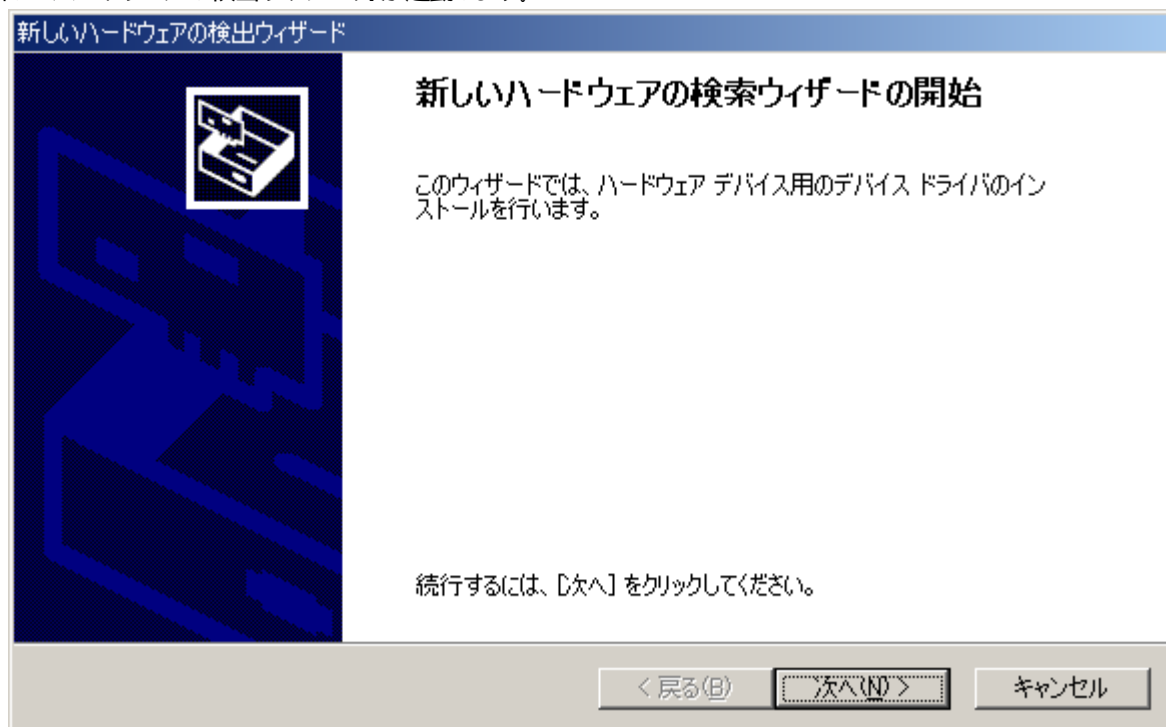 新しいハードウェアの検出ウィザード
新しいハードウェアの検索ウィザードの開始
このウィザードでは、ハードウェア デバイス用のデバイス ドライバのイン
ストールを行います。
続行するには、[次へ] をクリックしてください。
< 戻る(B)
次へ(N) >
キャンセル